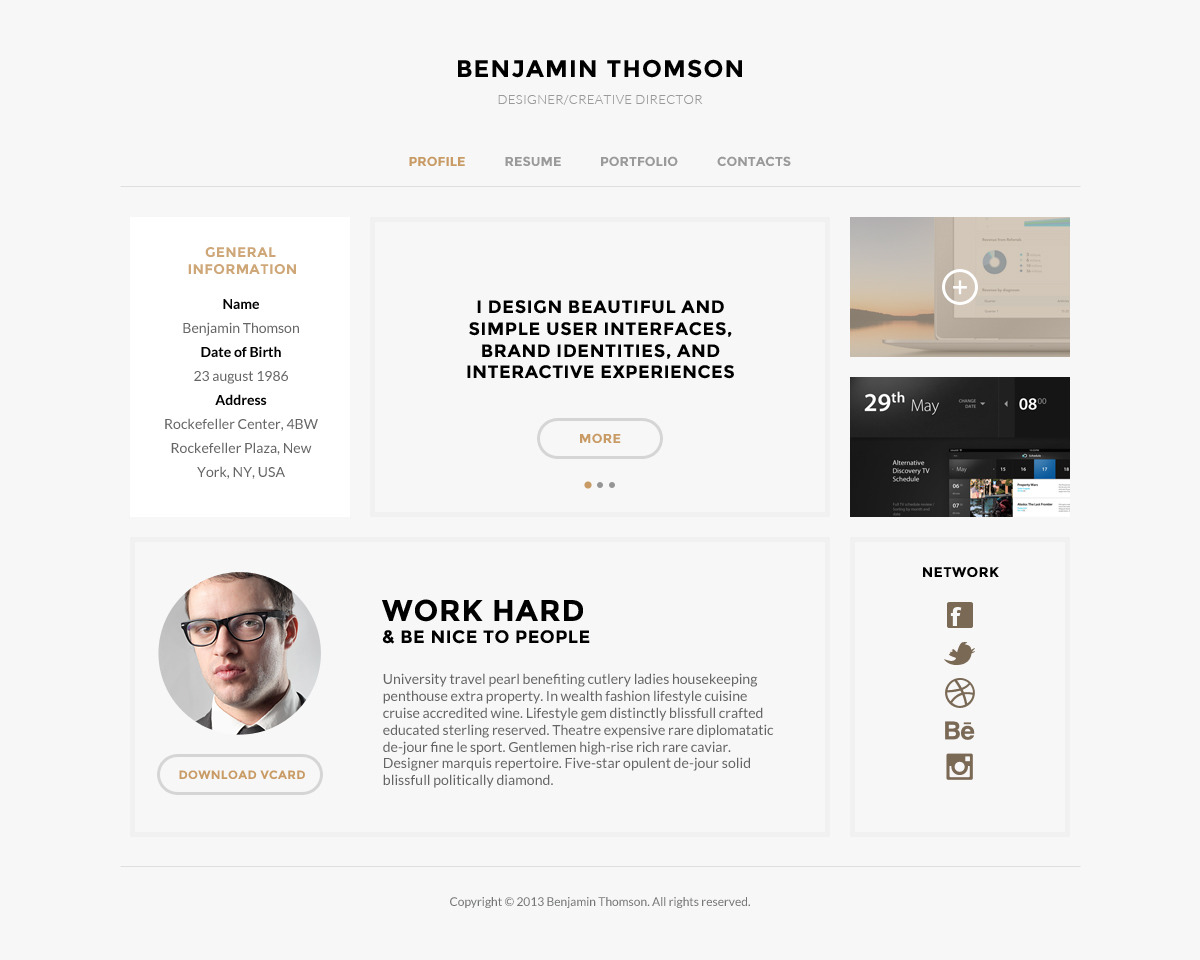 BENJAMIN THOMSON
DESIGNER/CREATIVE DIRECTOR
PROFILE RESUME PORTFOLIO CONTACTS
GENERAL
INFORMATION
Name
Benjamin Thomson
Date of Birth
23 august 1986
Address
Rockefeller Center, 4BW
Rockefeller Plaza, New
York, NY, USA
I DESIGN BEAUTIFUL AND
SIMPLE USER INTERFACES,
BRAND IDENTITIES, AND
INTERACTIVE EXPERIENCES
MORE
29th May
CHANGE
DATE
08 00
Alternative
Discovery TV
Schedule
Schedule
May 15 16 17 18
06
07
WORK HARD
& BE NICE TO PEOPLE
University travel pearl benefiting cutlery ladies housekeeping
penthouse extra property. In wealth fashion lifestyle cuisine
cruise accredited wine. Lifestyle gem distinctly blissfull crafted
educated sterling reserved. Theatre expensive rare diplomatatic
de-jour fine le sport. Gentlemen high-rise rich rare caviar.
Designer marquis repertoire. Five-star opulent de-jour solid
blissfull politically diamond.
DOWNLOAD VCARD
NETWORK
Bē
Copyright © 2013 Benjamin Thomson. All rights reserved.